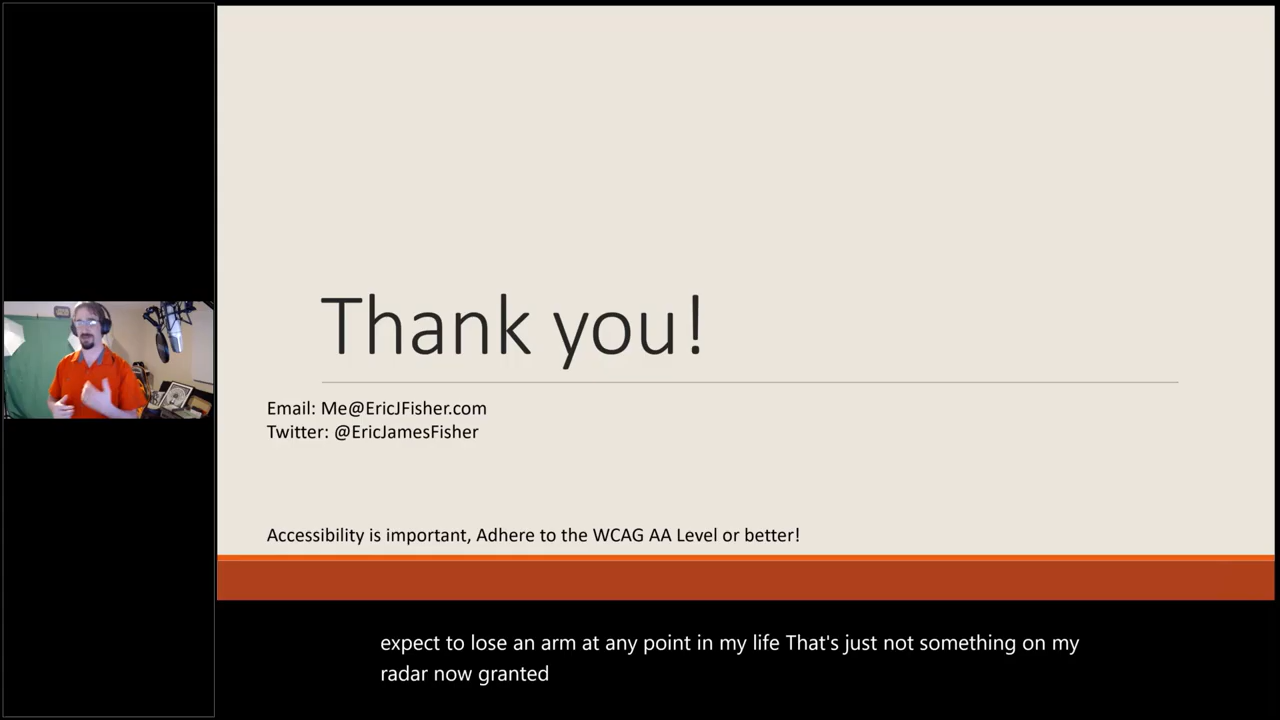 Thank you!
Email: Me@EricJFisher.com
Twitter: @EricJamesFisher
Accessibility is important, Adhere to the WCAG AA Level or better!
expect to lose an arm at any point in my life That's just not something on my
radar now granted